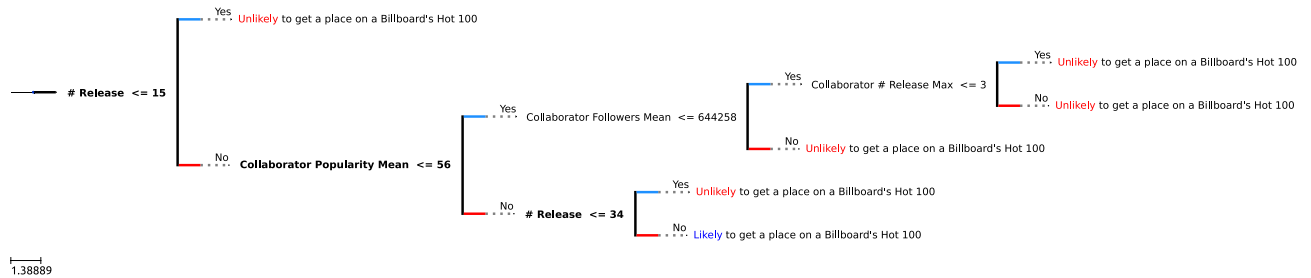 Yes
Unlikely to get a place on a Billboard's Hot 100
# Release <= 15
No
Collaborator Popularity Mean <= 56
Yes
Collaborator Followers Mean <= 644258
Yes
Collaborator # Release Max <= 3
Yes
Unlikely to get a place on a Billboard's Hot 100
No
Unlikely to get a place on a Billboard's Hot 100
No
Unlikely to get a place on a Billboard's Hot 100
No
# Release <= 34
Yes
Unlikely to get a place on a Billboard's Hot 100
No
Likely to get a place on a Billboard's Hot 100
1.38889